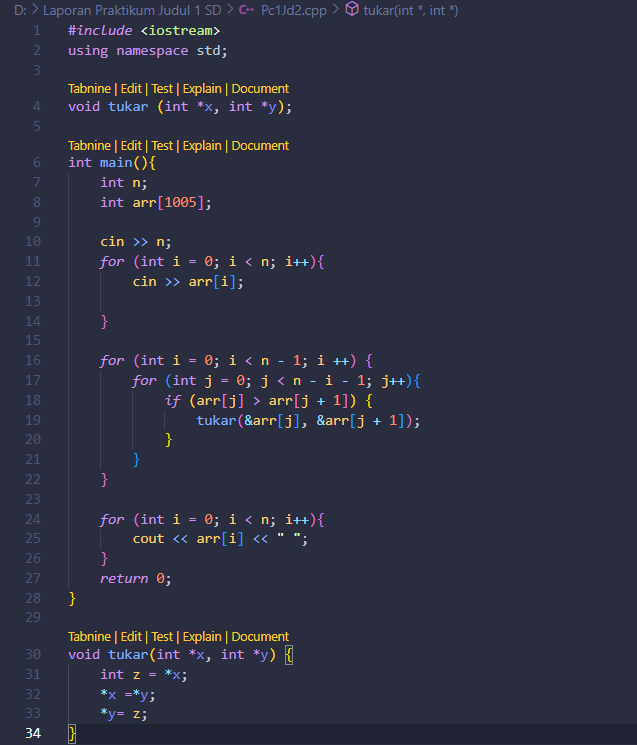 D: > Laporan Praktikum Judul 1 SD > C++ Pc1Jd2.cpp > tukar(int *, int *)
1 #include <iostream>
2 using namespace std;
3
Tabnine | Edit | Test | Explain | Document
4 void tukar (int *x, int *y);
5
Tabnine | Edit | Test | Explain | Document
6 int main(){
7     int n;
8     int arr[1005];
9
10     cin >> n;
11     for (int i = 0; i < n; i++){
12         cin >> arr[i];
13
14     }
15
16     for (int i = 0; i < n - 1; i ++) {
17         for (int j = 0; j < n - i - 1; j++){
18             if (arr[j] > arr[j + 1]) {
19                 tukar(&arr[j], &arr[j + 1]);
20             }
21         }
22     }
23
24     for (int i = 0; i < n; i++){
25         cout << arr[i] << " ";
26     }
27     return 0;
28 }
29
Tabnine | Edit | Test | Explain | Document
30 void tukar(int *x, int *y) {
31     int z = *x;
32     *x =*y;
33     *y= z;
34 }